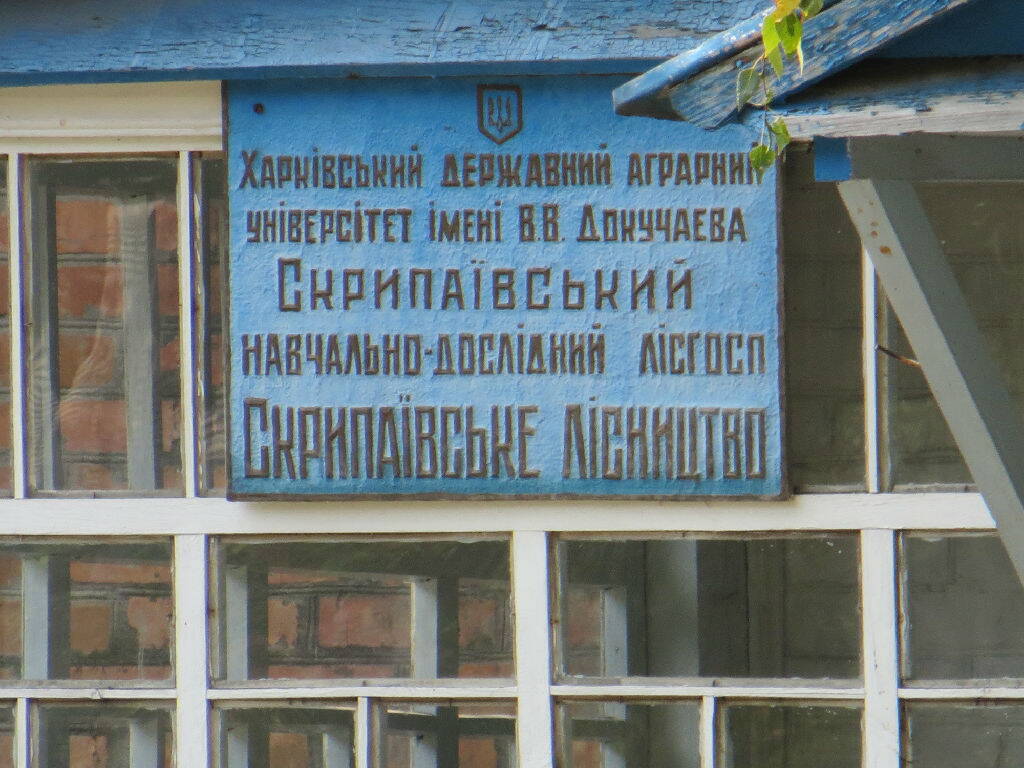 Харківський державний аграрний
університет імені В.В. Докучаєва
Скрипаївський
навчально-дослідний лісгосп
Скрипаївське лісництво